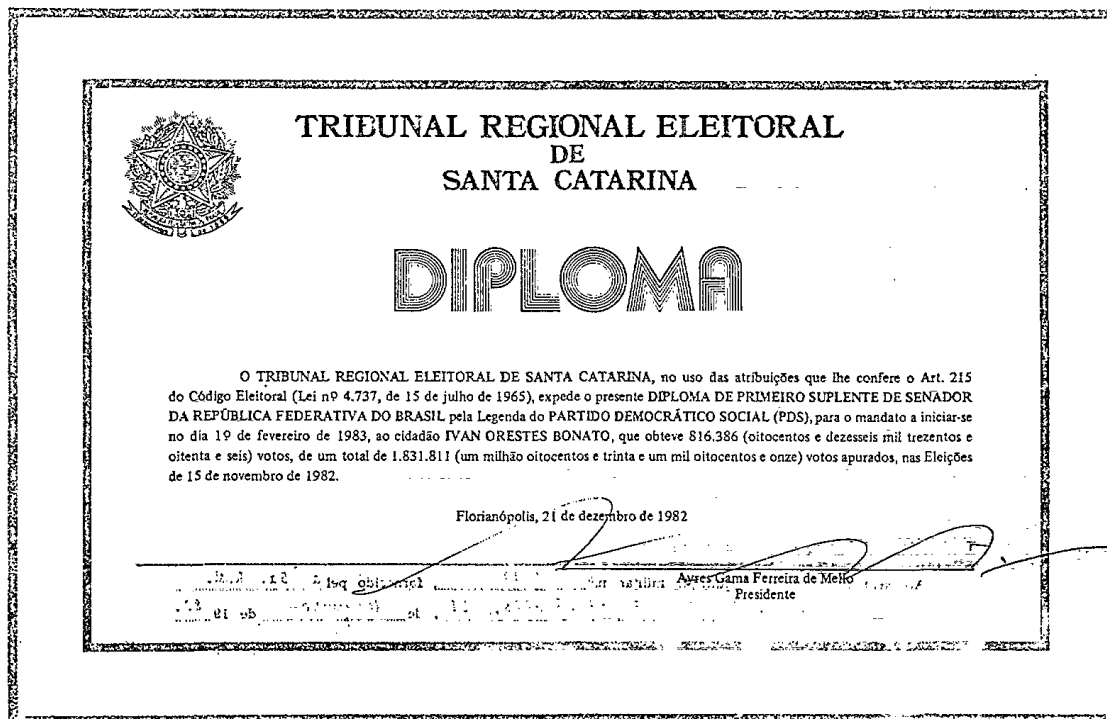 TRIBUNAL REGIONAL ELEITORAL
DE
SANTA CATARINA
DIPLOMA
O TRIBUNAL REGIONAL ELEITORAL DE SANTA CATARINA, no uso das atribuições que lhe confere o Art. 215
do Código Eleitoral (Lei nº 4.737, de 15 de julho de 1965), expede o presente DIPLOMA DE PRIMEIRO SUPLENTE DE SENADOR
DA REPÚBLICA FEDERATIVA DO BRASIL pela Legenda do PARTIDO DEMOCRÁTICO SOCIAL (PDS), para o mandato a iniciar-se
no dia 1º de fevereiro de 1983, ao cidadão IVAN ORESTES BONATO, que obteve 816.386 (oitocentos e dezesseis mil trezentos e
oitenta e seis) votos, de um total de 1.831.811 (um milhão oitocentos e trinta e um mil oitocentos e onze) votos apurados, nas Eleições
de 15 de novembro de 1982.
Florianópolis, 21 de dezembro de 1982
Ayres Gama Ferreira de Mello
Presidente